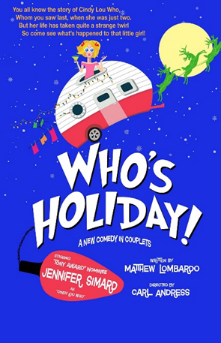 You all know the story of Cindy Lou Who,
Whom you saw last, when she was just two.
But her life has taken quite a strange twirl
So come see what's happened to that little girl!
WHO'S
HOLIDAY!
A NEW COMEDY IN COUPLETS
STARRING
TONY AWARD® NOMINEE
JENNIFER SIMARD
AS
"CINDY LOU WHO"
WRITTEN BY
MATTHEW LOMBARDO
DIRECTED BY
CARL ANDRESS